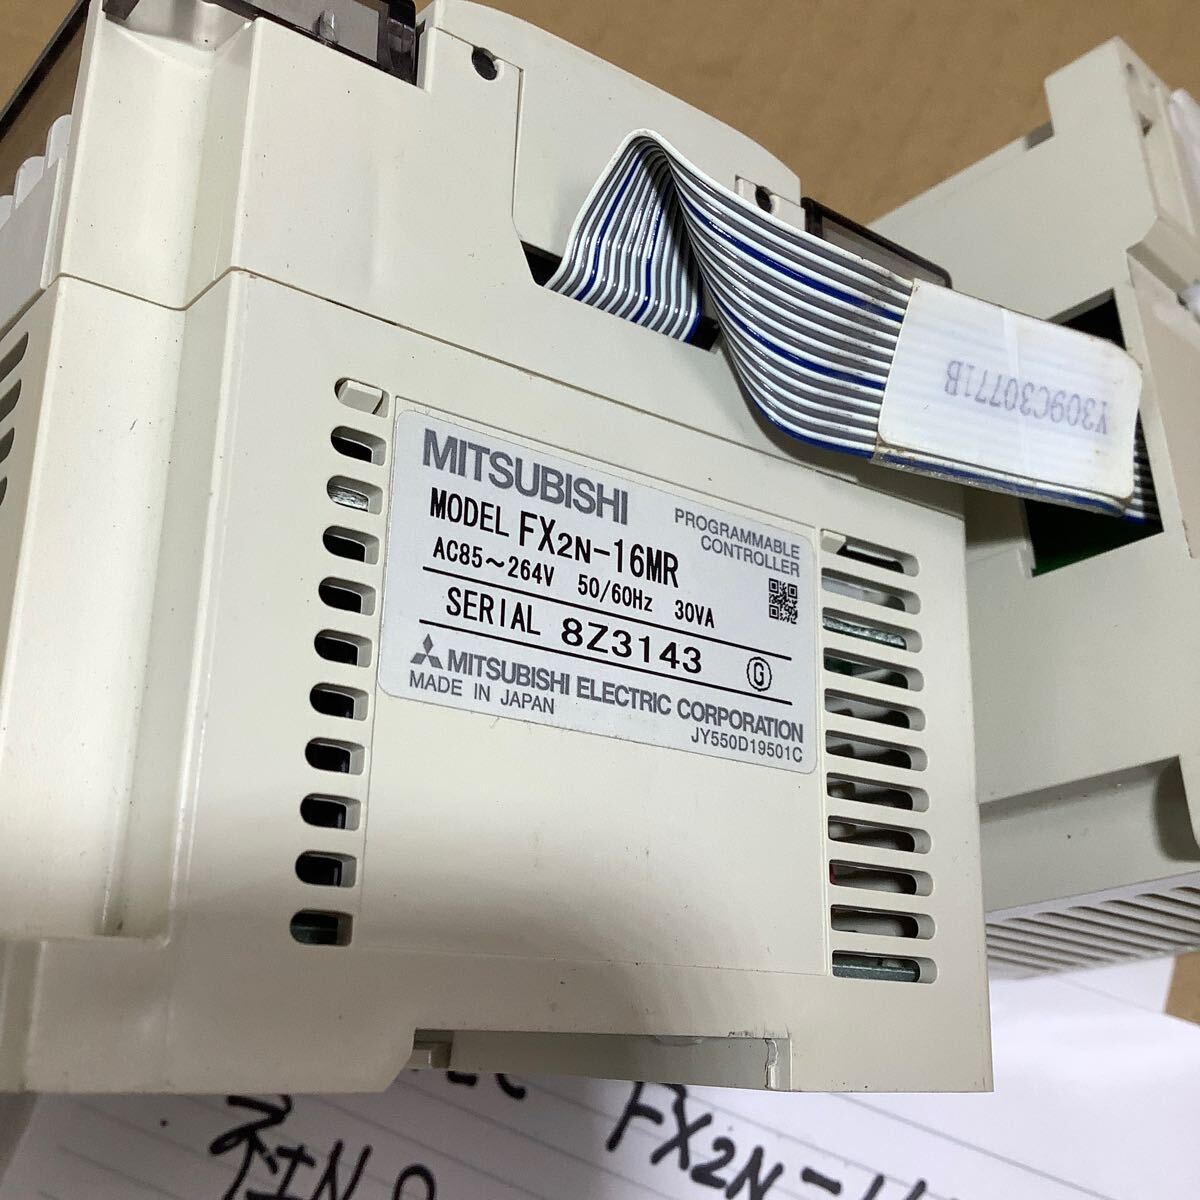 Y309C30771B
MITSUBISHI
PROGRAMMABLE
CONTROLLER
MODEL FX2N-16MR
AC85～264V 50/60Hz 30VA
SERIAL 8Z3143
G
MITSUBISHI ELECTRIC CORPORATION
MADE IN JAPAN
JY550D19501C
FX2N-1